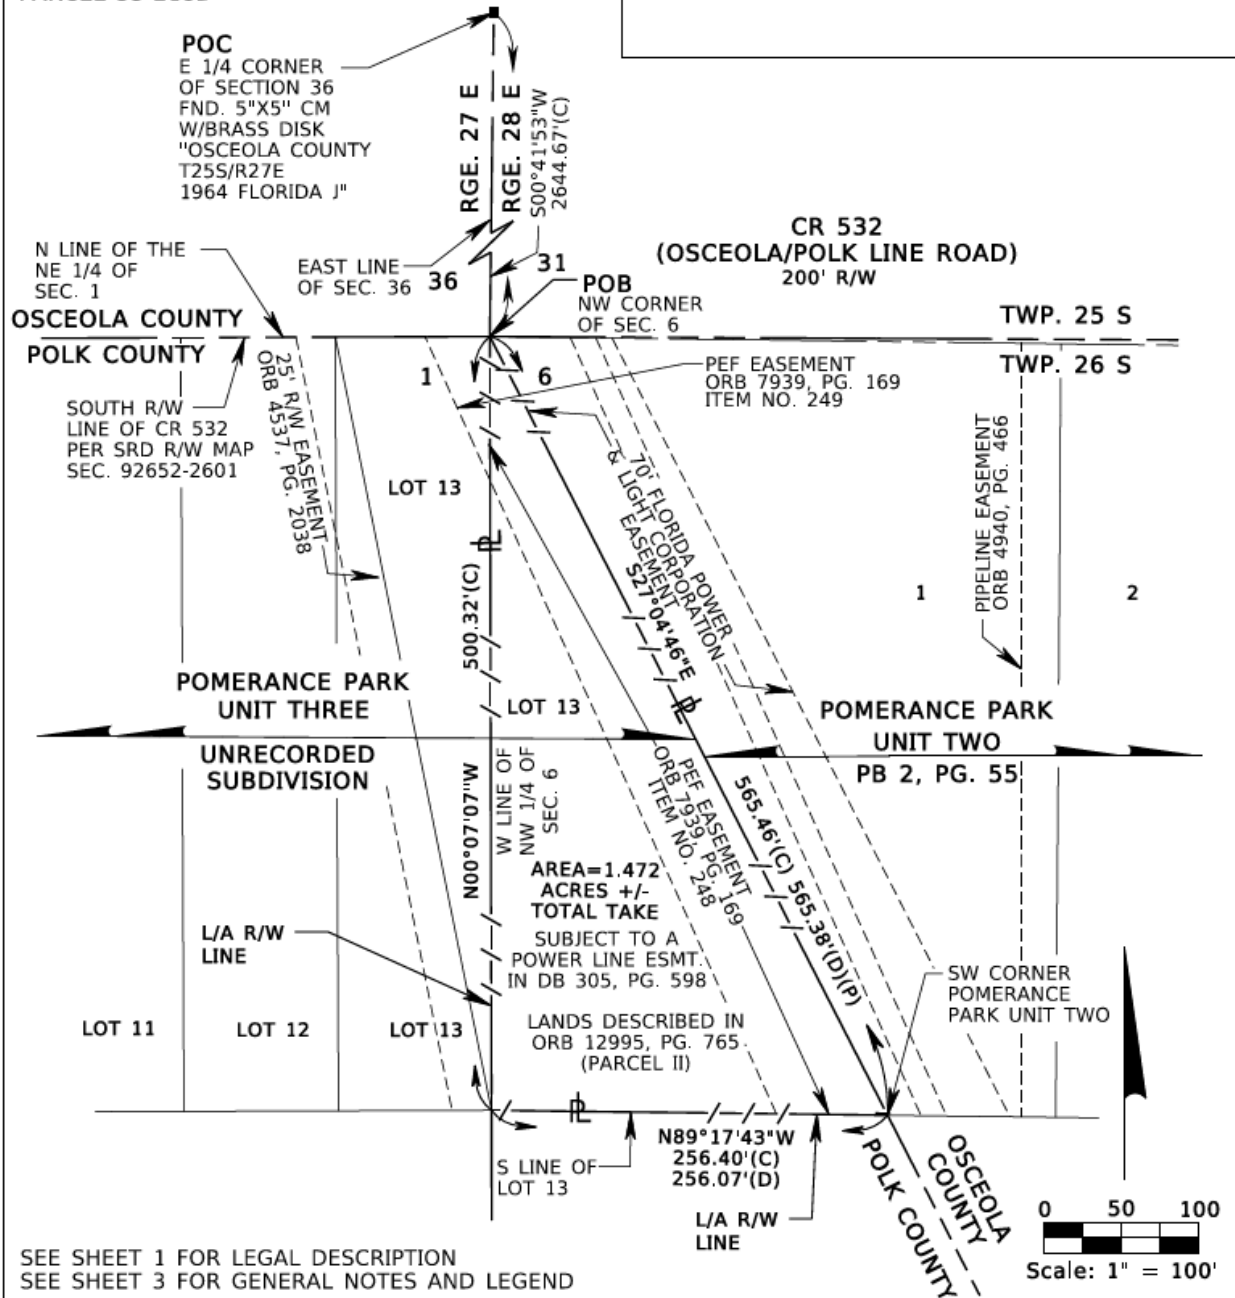 POC
E 1/4 CORNER
OF SECTION 36
FND. 5"X5" CM
W/BRASS DISK
"OSCEOLA COUNTY
T25S/R27E
1964 FLORIDA J"
RGE. 27 E
RGE. 28 E
S00°41'53"W
2644.67'(C)
N LINE OF THE
NE 1/4 OF
SEC. 1
EAST LINE
OF SEC. 36
36
31
POB
NW CORNER
OF SEC. 6
CR 532
(OSCEOLA/POLK LINE ROAD)
200' R/W
OSCEOLA COUNTY
POLK COUNTY
TWP. 25 S
TWP. 26 S
SOUTH R/W
LINE OF CR 532
PER SRD R/W MAP
SEC. 92652-2601
25' R/W EASEMENT
ORB 4537, PG. 2038
1
6
PEF EASEMENT
ORB 7939, PG. 169
ITEM NO. 249
LOT 13
70' FLORIDA POWER
& LIGHT CORPORATION
EASEMENT
S27°04'46"E
PIPELINE EASEMENT
ORB 4940, PG. 466
1
2
PL
500.32'(C)
POMERANCE PARK
UNIT THREE
UNRECORDED
SUBDIVISION
LOT 13
PL
POMERANCE PARK
UNIT TWO
PB 2, PG. 55
N00°07'07"W
W LINE OF
NW 1/4 OF
SEC. 6
PEF EASEMENT
ORB 7939, PG. 169
ITEM NO. 248
565.46'(C) 565.38'(D)(P)
AREA=1.472
ACRES +/-
TOTAL TAKE
SUBJECT TO A
POWER LINE ESMT.
IN DB 305, PG. 598
L/A R/W
LINE
LANDS DESCRIBED IN
ORB 12995, PG. 765
(PARCEL II)
SW CORNER
POMERANCE
PARK UNIT TWO
LOT 11
LOT 12
LOT 13
PL
S LINE OF
LOT 13
N89°17'43"W
256.40'(C)
256.07'(D)
L/A R/W
LINE
POLK COUNTY
OSCEOLA
COUNTY
0 50 100
Scale: 1" = 100'
SEE SHEET 1 FOR LEGAL DESCRIPTION
SEE SHEET 3 FOR GENERAL NOTES AND LEGEND